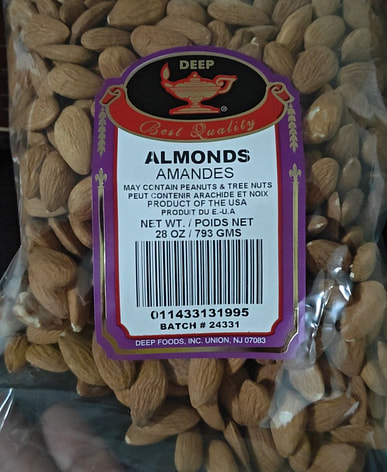 DEEP
®
Best Quality
ALMONDS
AMANDES
MAY CONTAIN PEANUTS & TREE NUTS
PEUT CONTENIR ARACHIDE ET NOIX
PRODUCT OF THE USA
PRODUIT DU E.-U.A
NET WT. / POIDS NET
28 OZ / 793 GMS
011433131995
BATCH # 24331
DEEP FOODS, INC. UNION, NJ 07083